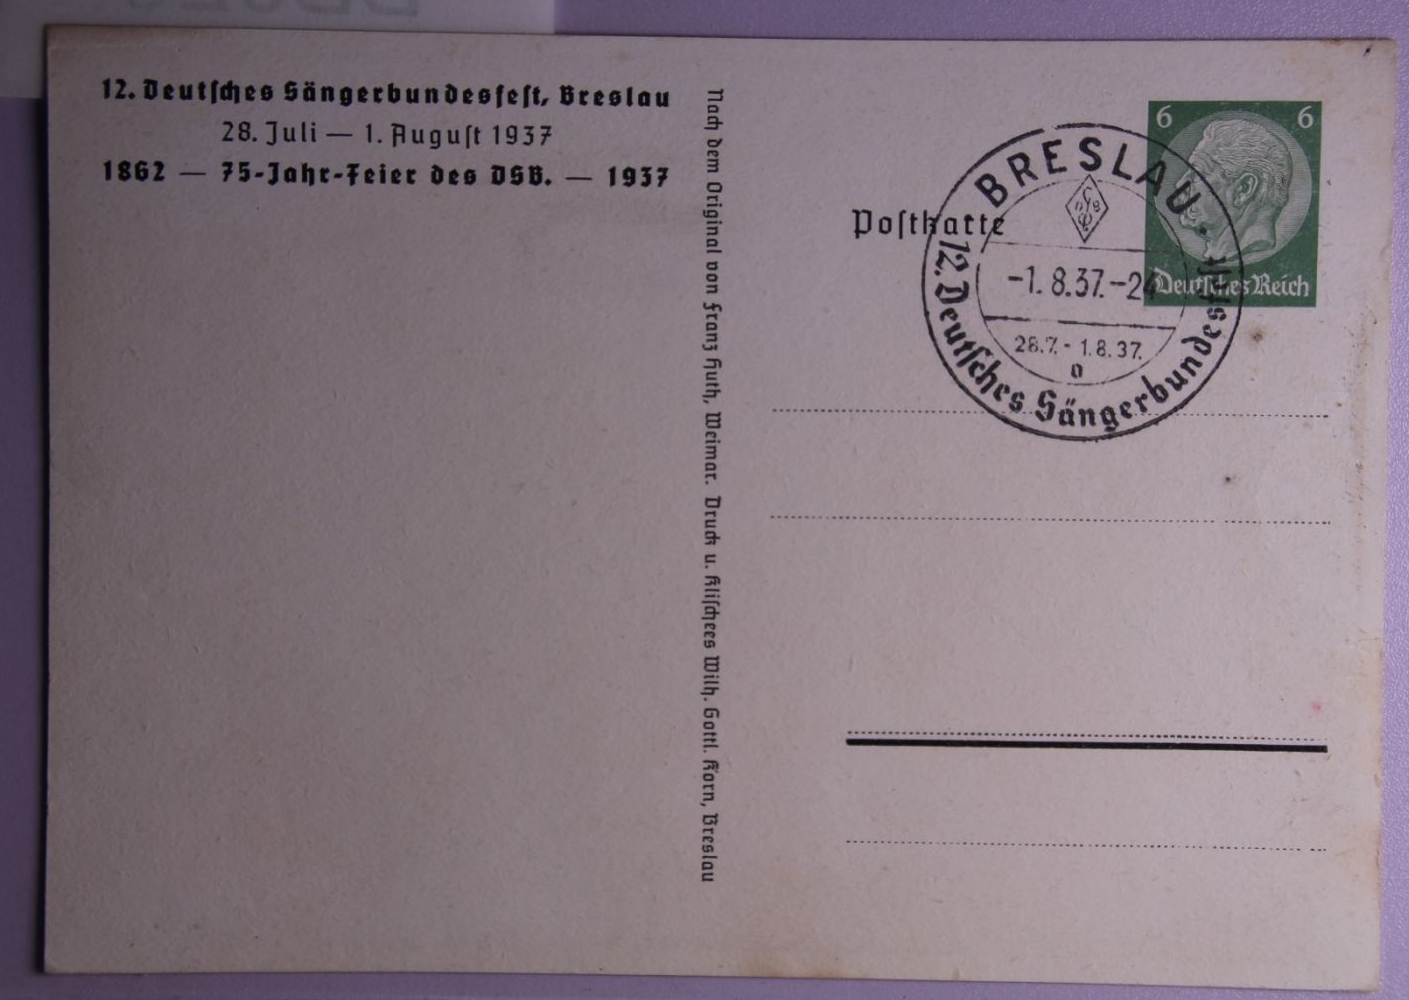 12. Deutſches Sängerbundesfeſt, Breslau
28. Juli — 1. Auguſt 1937
1862 — 75-Jahr-Feier des DSB. — 1937
Nach dem Original von Franz Huth, Weimar. Druck u. Kliſchees Wilh. Gottl. Korn, Breslau
Poſtkarte
6 6
Deutſches Reich
BRESLAU
-1.8.37.-24
28.7.-1.8.37.
n
12. Deutſches Sängerbundesfeſt